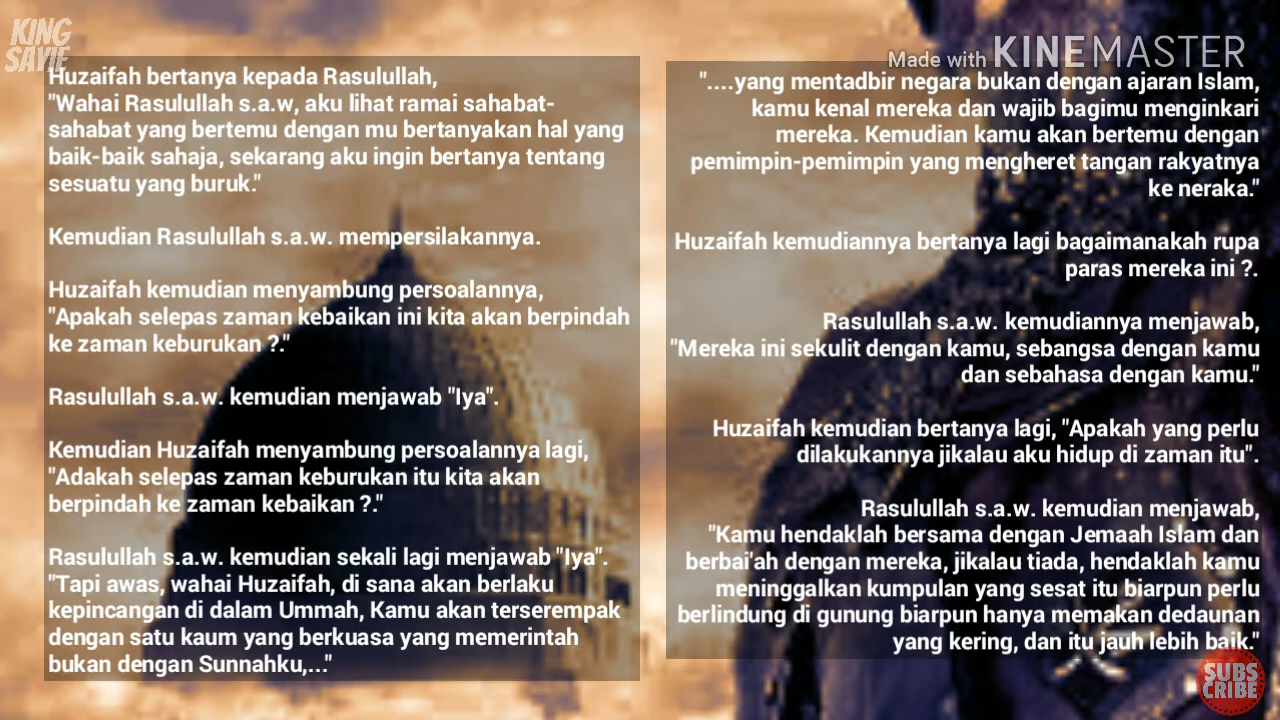 KING
SAVIE
Huzaifah bertanya kepada Rasulullah,
"Wahai Rasulullah s.a.w, aku lihat ramai sahabat-
sahabat yang bertemu dengan mu bertanyakan hal yang
baik-baik sahaja, sekarang aku ingin bertanya tentang
sesuatu yang buruk."
Kemudian Rasulullah s.a.w. mempersilakannya.
Huzaifah kemudian menyambung persoalannya,
"Apakah selepas zaman kebaikan ini kita akan berpindah
ke zaman keburukan ?."
Rasulullah s.a.w. kemudian menjawab "Iya".
Kemudian Huzaifah menyambung persoalannya lagi,
"Adakah selepas zaman keburukan itu kita akan
berpindah ke zaman kebaikan ?."
Rasulullah s.a.w. kemudian sekali lagi menjawab "Iya".
"Tapi awas, wahai Huzaifah, di sana akan berlaku
kepincangan di dalam Ummah, Kamu akan terserempak
dengan satu kaum yang berkuasa yang memerintah
bukan dengan Sunnahku,..."
Made with KINEMASTER
"....yang mentadbir negara bukan dengan ajaran Islam,
kamu kenal mereka dan wajib bagimu menginkari
mereka. Kemudian kamu akan bertemu dengan
pemimpin-pemimpin yang mengheret tangan rakyatnya
ke neraka."
Huzaifah kemudiannya bertanya lagi bagaimanakah rupa
paras mereka ini ?.
Rasulullah s.a.w. kemudiannya menjawab,
"Mereka ini sekulit dengan kamu, sebangsa dengan kamu
dan sebahasa dengan kamu."
Huzaifah kemudian bertanya lagi, "Apakah yang perlu
dilakukannya jikalau aku hidup di zaman itu".
Rasulullah s.a.w. kemudian menjawab,
"Kamu hendaklah bersama dengan Jemaah Islam dan
berbai'ah dengan mereka, jikalau tiada, hendaklah kamu
meninggalkan kumpulan yang sesat itu biarpun perlu
berlindung di gunung biarpun hanya memakan dedaunan
yang kering, dan itu jauh lebih baik."
SUBS
CRIBE